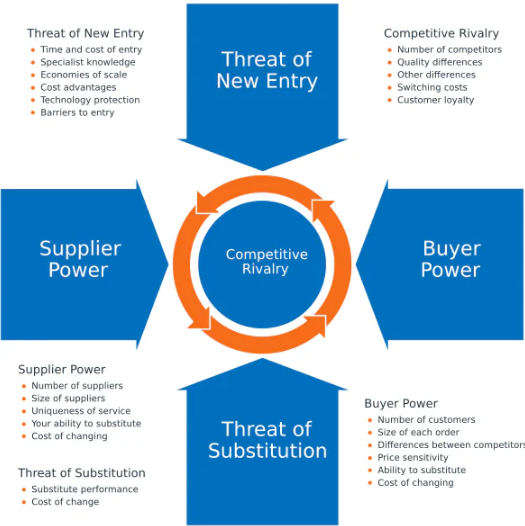 Threat of New Entry
Time and cost of entry
Specialist knowledge
Economies of scale
Cost advantages
Technology protection
Barriers to entry
Threat of
New Entry
Competitive Rivalry
Number of competitors
Quality differences
Other differences
Switching costs
Customer loyalty
Supplier
Power
Competitive
Rivalry
Buyer
Power
Supplier Power
Number of suppliers
Size of suppliers
Uniqueness of service
Your ability to substitute
Cost of changing
Threat of Substitution
Substitute performance
Cost of change
Threat of
Substitution
Buyer Power
Number of customers
Size of each order
Differences between competitors
Price sensitivity
Ability to substitute
Cost of changing